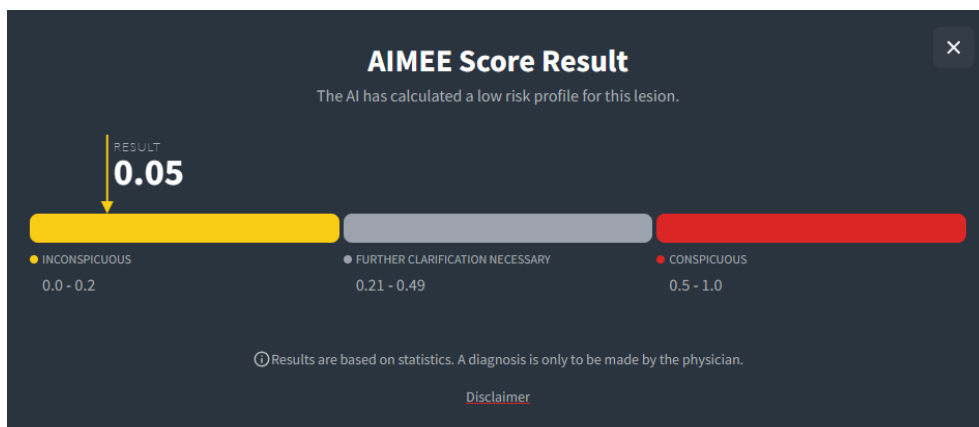 AIMEE Score Result
The AI has calculated a low risk profile for this lesion.
RESULT
0.05
INCONSPICUOUS
0.0 - 0.2
FURTHER CLARIFICATION NECESSARY
0.21 - 0.49
CONSPICUOUS
0.5 - 1.0
Results are based on statistics. A diagnosis is only to be made by the physician.
Disclaimer